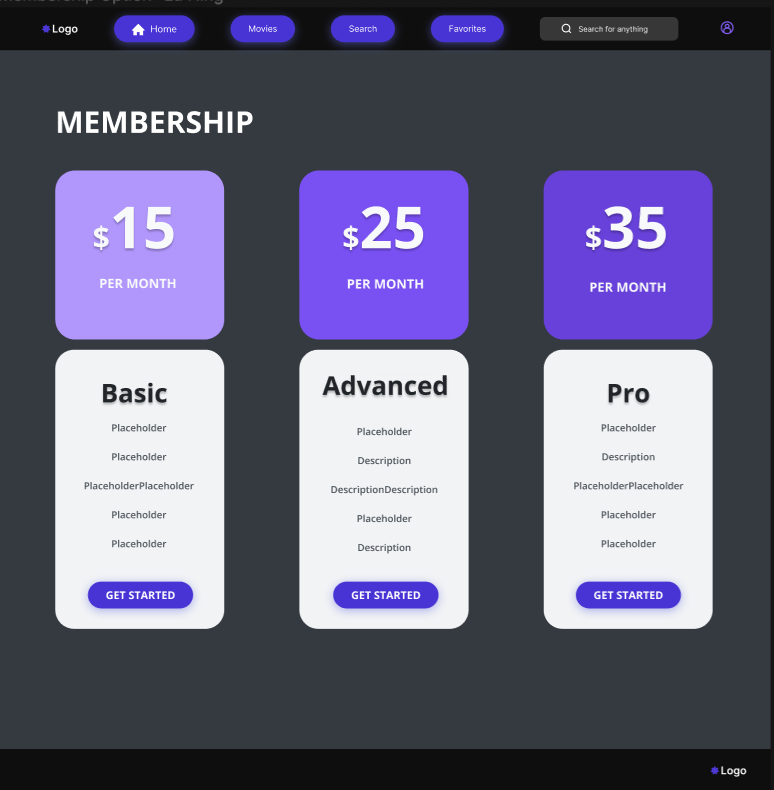 Logo
Home
Movies
Search
Favorites
Search for anything
MEMBERSHIP
$15
PER MONTH
$25
PER MONTH
$35
PER MONTH
Basic
Placeholder
Placeholder
PlaceholderPlaceholder
Placeholder
Placeholder
GET STARTED
Advanced
Placeholder
Description
DescriptionDescription
Placeholder
Description
GET STARTED
Pro
Placeholder
Description
PlaceholderPlaceholder
Placeholder
Placeholder
GET STARTED
Logo